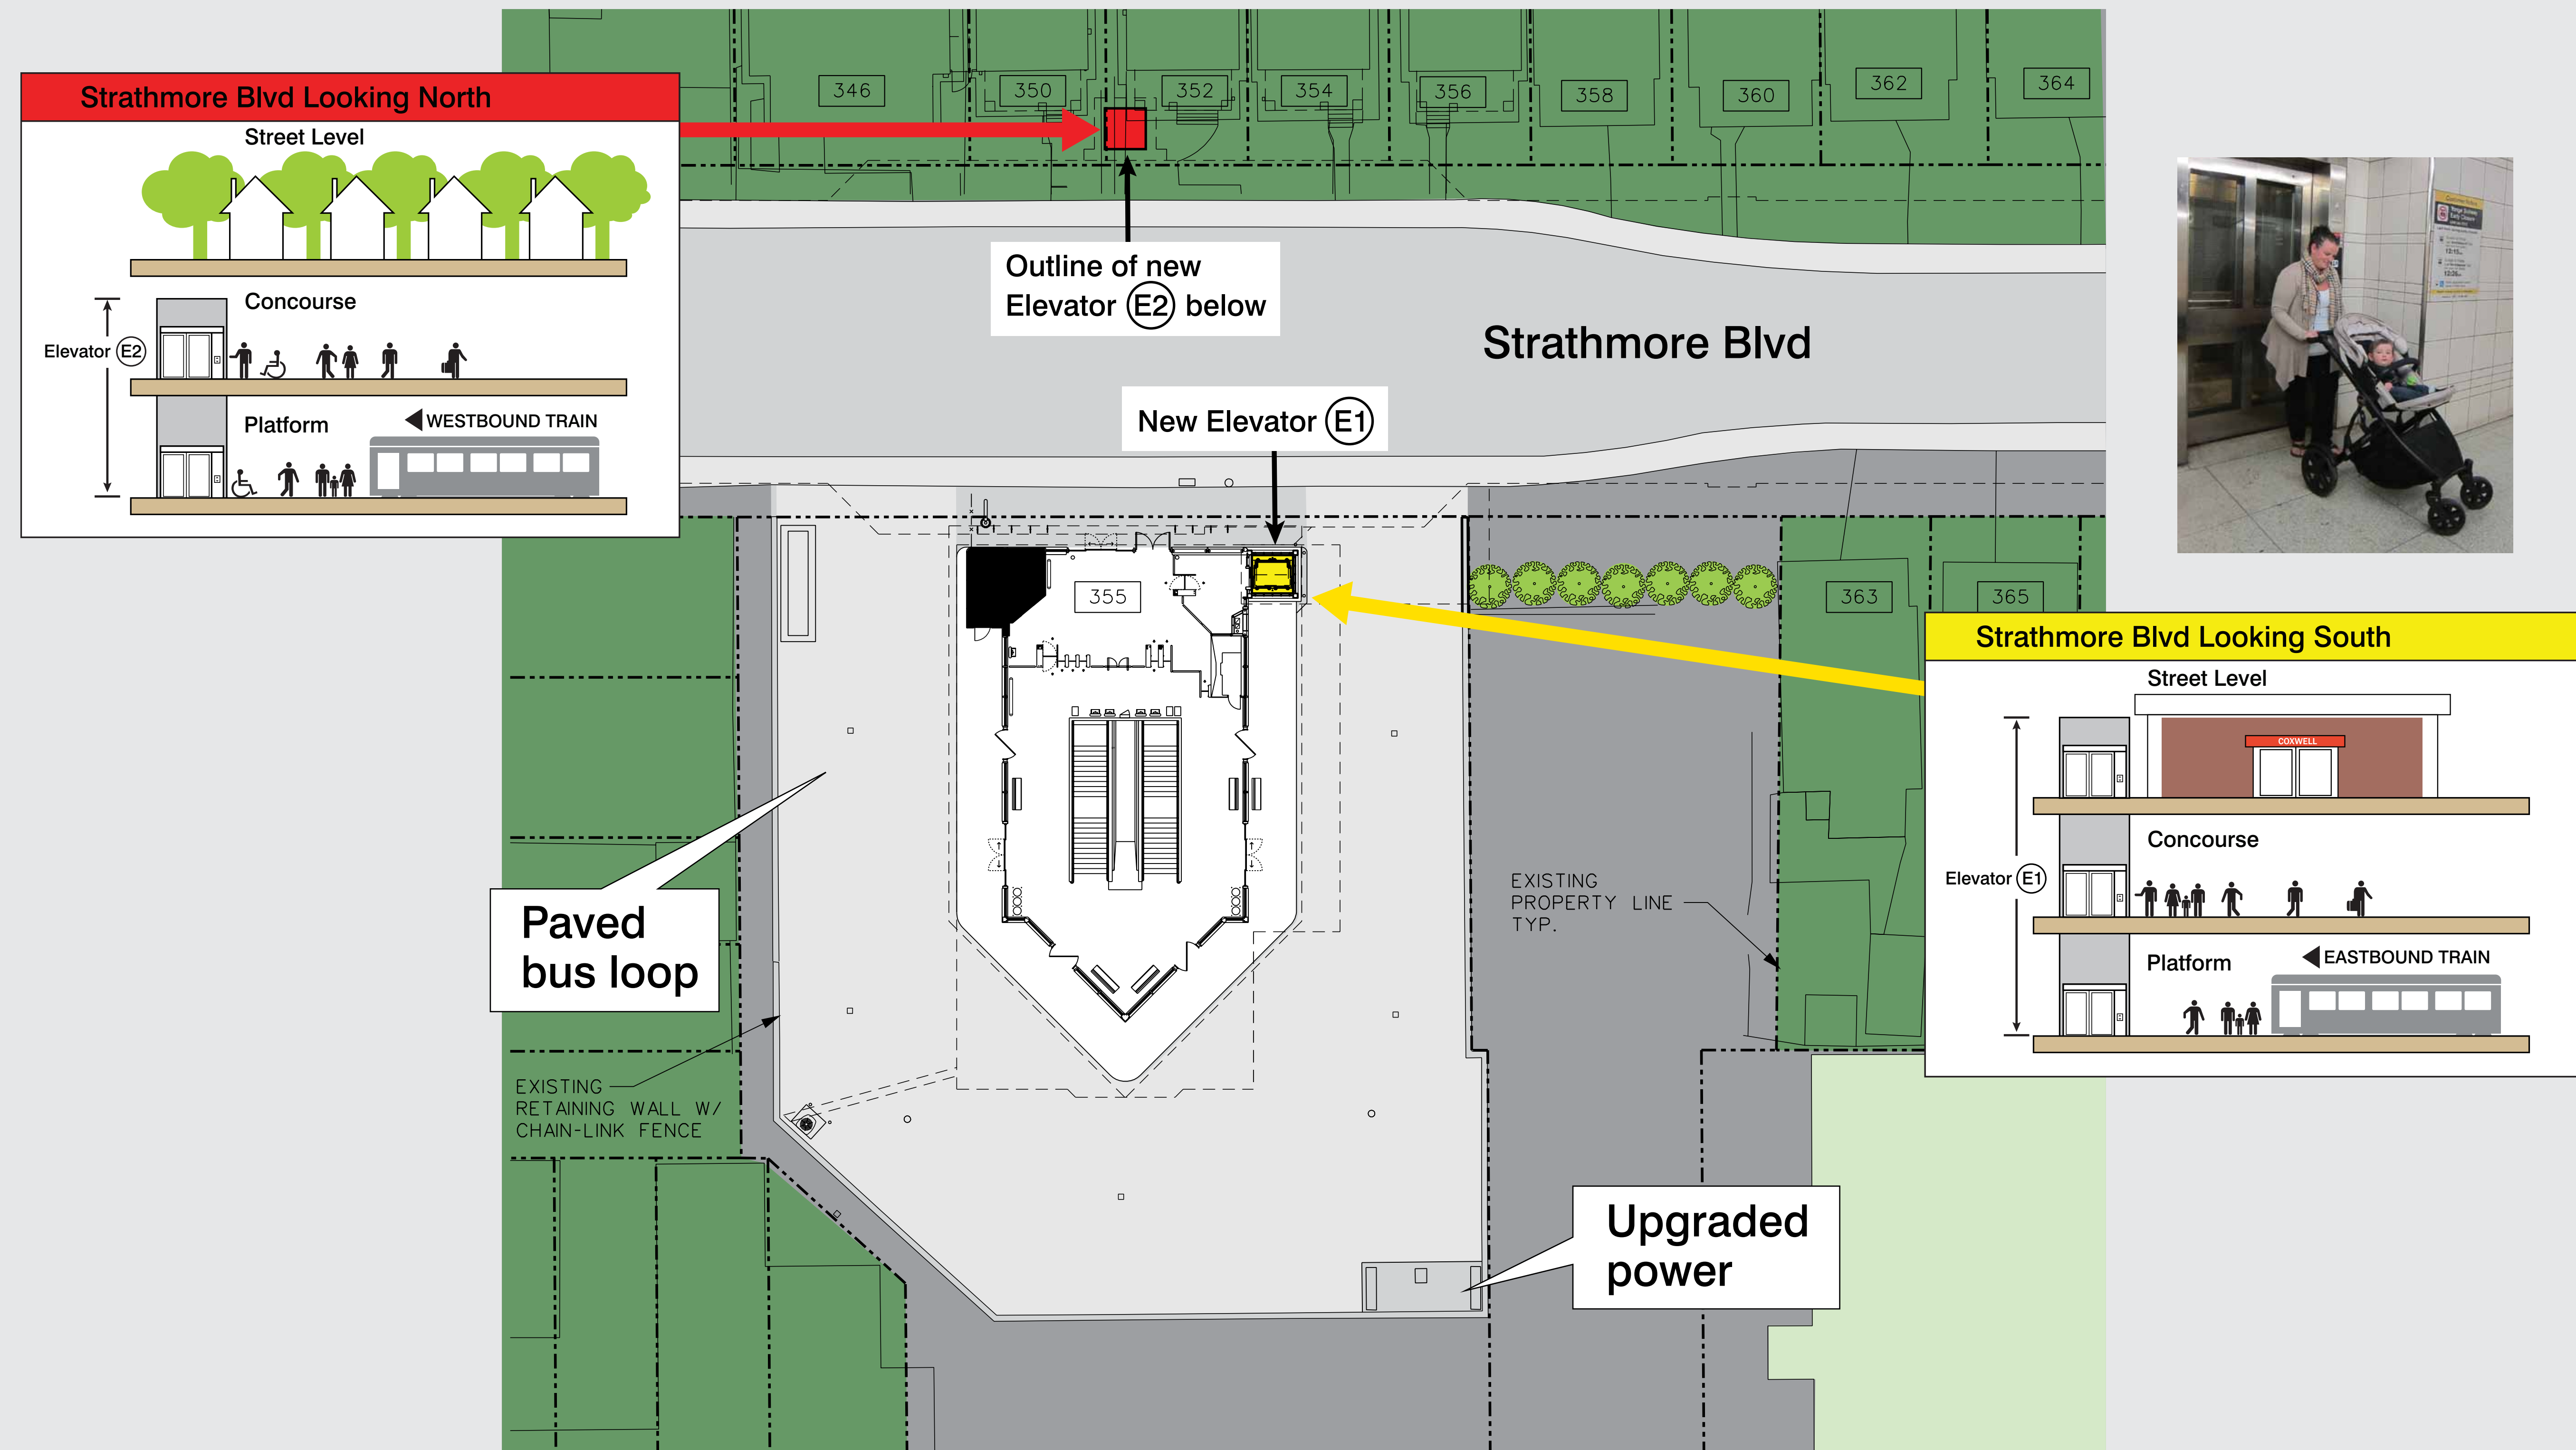 Strathmore Blvd Looking North
Street Level
Concourse
Elevator E2
Platform
WESTBOUND TRAIN
346
350
352
354
356
358
360
362
364
Outline of new
Elevator E2 below
Strathmore Blvd
New Elevator E1
355
363
365
Strathmore Blvd Looking South
Street Level
COXWELL
Concourse
Elevator E1
Platform
EASTBOUND TRAIN
Paved
bus loop
EXISTING
PROPERTY LINE
TYP.
EXISTING
RETAINING WALL W/
CHAIN-LINK FENCE
Upgraded
power